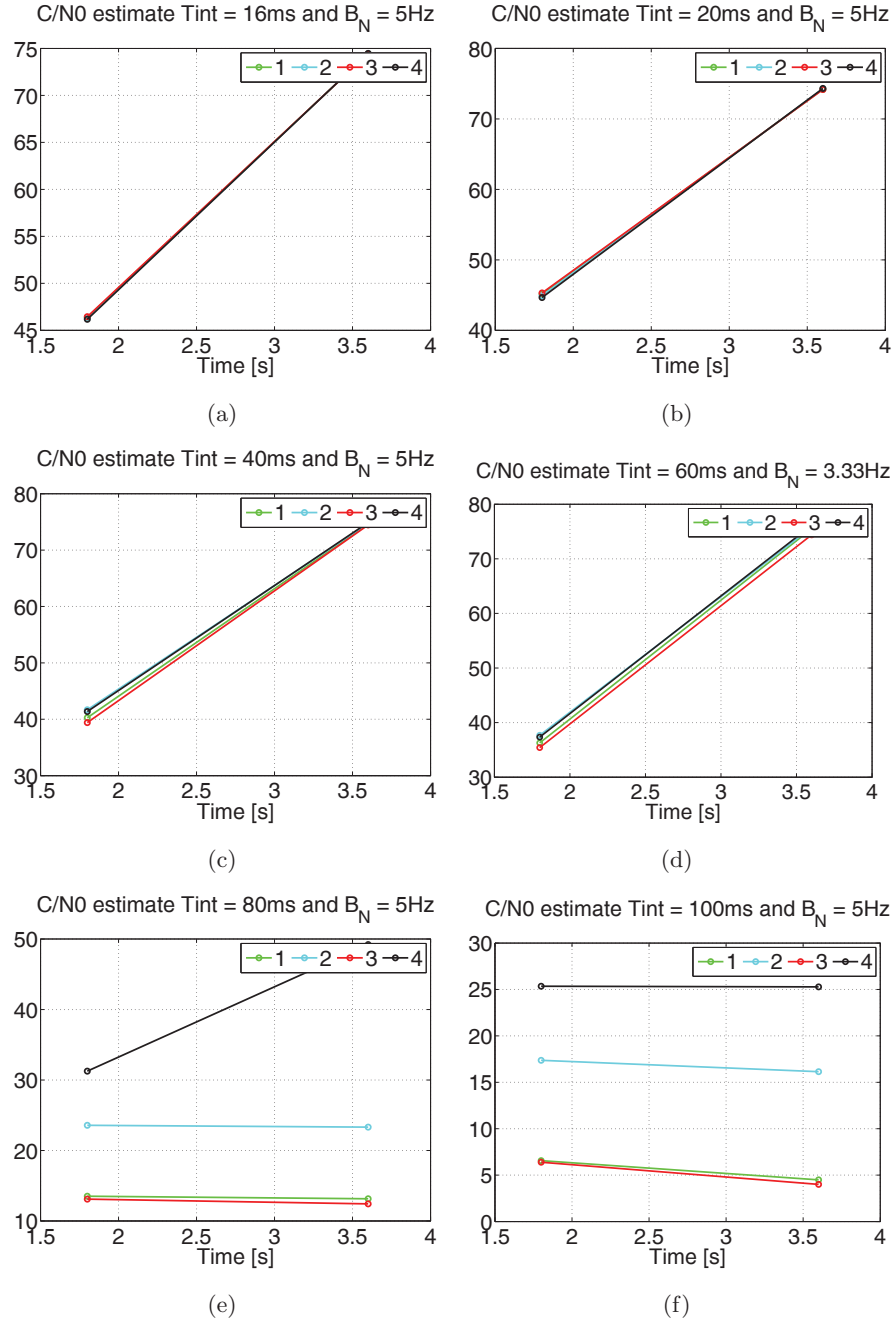 C/N0 estimate Tint = 16ms and B_N = 5Hz
75
70
65
60
55
50
45
1 2 3 4
1.5 2 2.5 3 3.5 4
Time [s]
(a)
C/N0 estimate Tint = 20ms and B_N = 5Hz
80
70
60
50
40
1 2 3 4
1.5 2 2.5 3 3.5 4
Time [s]
(b)
C/N0 estimate Tint = 40ms and B_N = 5Hz
80
70
60
50
40
30
1 2 3 4
1.5 2 2.5 3 3.5 4
Time [s]
(c)
C/N0 estimate Tint = 60ms and B_N = 3.33Hz
80
70
60
50
40
30
1 2 3 4
1.5 2 2.5 3 3.5 4
Time [s]
(d)
C/N0 estimate Tint = 80ms and B_N = 5Hz
50
40
30
20
10
1 2 3 4
1.5 2 2.5 3 3.5 4
Time [s]
(e)
C/N0 estimate Tint = 100ms and B_N = 5Hz
30
25
20
15
10
5
0
1 2 3 4
1.5 2 2.5 3 3.5 4
Time [s]
(f)